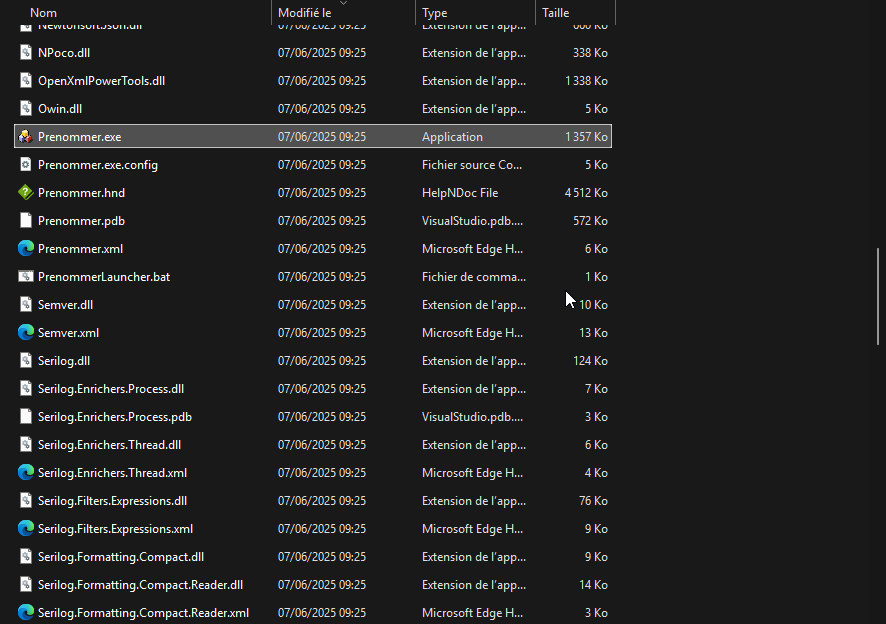 Nom Modifié le Type Taille
Newtonsoft.Json.dll 07/06/2025 09:25 Extension de l'app... 660 Ko
NPoco.dll 07/06/2025 09:25 Extension de l'app... 338 Ko
OpenXmlPowerTools.dll 07/06/2025 09:25 Extension de l'app... 1 338 Ko
Owin.dll 07/06/2025 09:25 Extension de l'app... 5 Ko
Prenommer.exe 07/06/2025 09:25 Application 1 357 Ko
Prenommer.exe.config 07/06/2025 09:25 Fichier source Co... 5 Ko
Prenommer.hnd 07/06/2025 09:25 HelpNDoc File 4 512 Ko
Prenommer.pdb 07/06/2025 09:25 VisualStudio.pdb.... 572 Ko
Prenommer.xml 07/06/2025 09:25 Microsoft Edge H... 6 Ko
PrenommerLauncher.bat 07/06/2025 09:25 Fichier de comma... 1 Ko
Semver.dll 07/06/2025 09:25 Extension de l'app... 10 Ko
Semver.xml 07/06/2025 09:25 Microsoft Edge H... 13 Ko
Serilog.dll 07/06/2025 09:25 Extension de l'app... 124 Ko
Serilog.Enrichers.Process.dll 07/06/2025 09:25 Extension de l'app... 7 Ko
Serilog.Enrichers.Process.pdb 07/06/2025 09:25 VisualStudio.pdb.... 3 Ko
Serilog.Enrichers.Thread.dll 07/06/2025 09:25 Extension de l'app... 6 Ko
Serilog.Enrichers.Thread.xml 07/06/2025 09:25 Microsoft Edge H... 4 Ko
Serilog.Filters.Expressions.dll 07/06/2025 09:25 Extension de l'app... 76 Ko
Serilog.Filters.Expressions.xml 07/06/2025 09:25 Microsoft Edge H... 9 Ko
Serilog.Formatting.Compact.dll 07/06/2025 09:25 Extension de l'app... 9 Ko
Serilog.Formatting.Compact.Reader.dll 07/06/2025 09:25 Extension de l'app... 14 Ko
Serilog.Formatting.Compact.Reader.xml 07/06/2025 09:25 Microsoft Edge H... 3 Ko